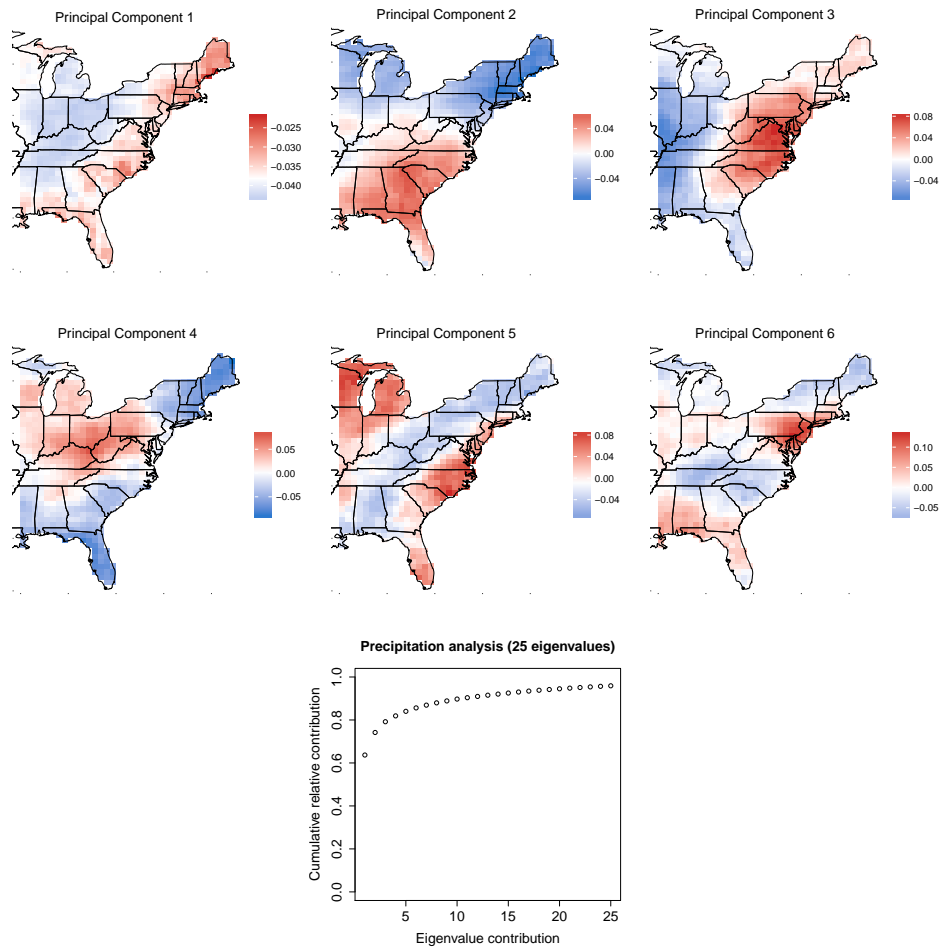 Principal Component 1
−0.025
−0.030
−0.035
−0.040
Principal Component 2
0.04
0.00
−0.04
Principal Component 3
0.08
0.04
0.00
−0.04
Principal Component 4
0.05
0.00
−0.05
Principal Component 5
0.08
0.04
0.00
−0.04
Principal Component 6
0.10
0.05
0.00
−0.05
Precipitation analysis (25 eigenvalues)
Cumulative relative contribution
1.0
0.8
0.6
0.4
0.2
0.0
5 10 15 20 25
Eigenvalue contribution